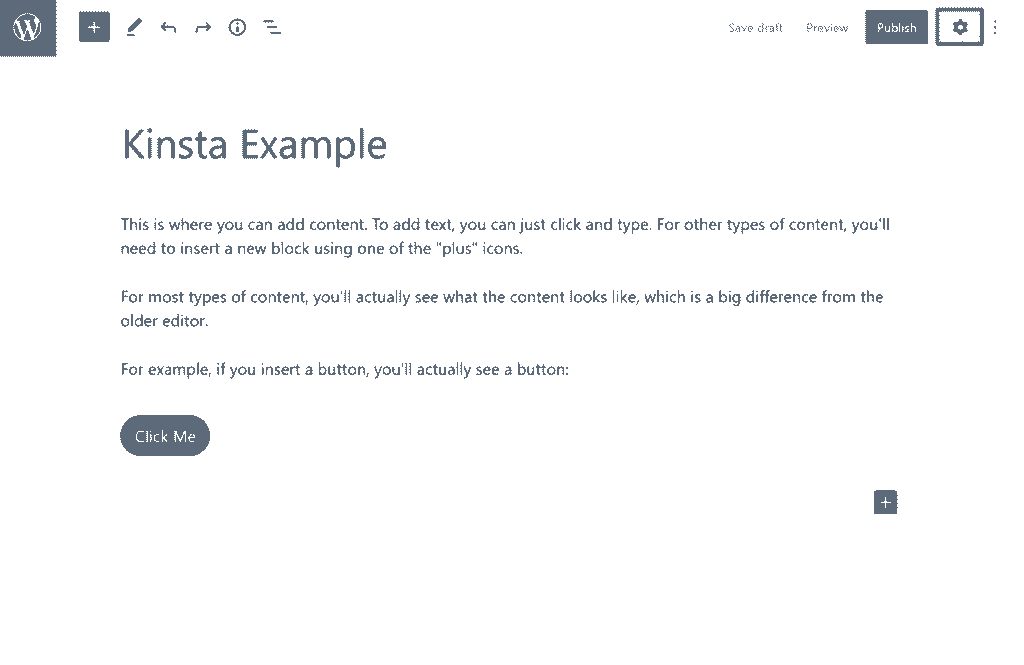 Save draft Preview Publish
Kinsta Example
This is where you can add content. To add text, you can just click and type. For other types of content, you'll
need to insert a new block using one of the "plus" icons.
For most types of content, you'll actually see what the content looks like, which is a big difference from the
older editor.
For example, if you insert a button, you'll actually see a button:
Click Me